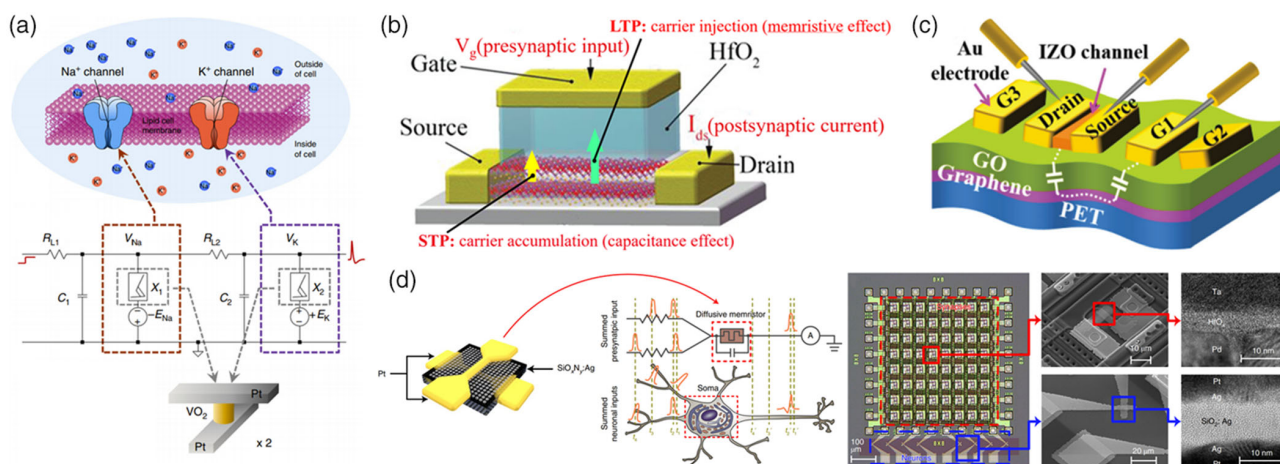 (a)
Na⁺
K⁺
Na⁺ channel
K⁺ channel
Outside
of cell
Lipid cell
membrane
Inside
of cell
R_L1
V_Na
R_L2
V_K
C_1
X_1
C_2
X_2
−E_Na
+E_K
Pt
VO_2
Pt
x 2
(b)
LTP: carrier injection (memristive effect)
V_g(presynaptic input)
Gate
HfO_2
Source
I_ds(postsynaptic current)
Drain
STP: carrier accumulation (capacitance effect)
(c)
Au
electrode
IZO channel
G3
Drain
Source
G1
G2
GO
Graphene
PET
(d)
Pt
SiO_xN_y:Ag
Summed
presynaptic input
Diffusive memristor
A
Summed
neuronal inputs
Soma
100
μm
Neurons
10 μm
Ta
Pd
10 nm
20 μm
Pt
Ag
SiO_2: Ag
Ag
Pt
10 nm